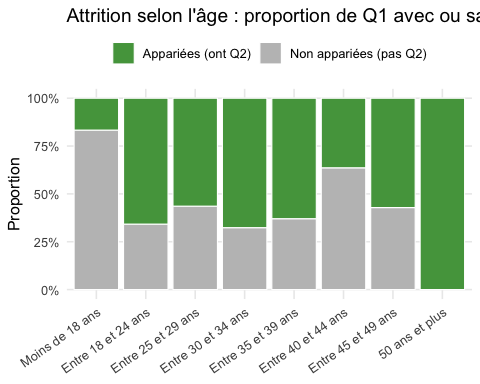 Attrition selon l'âge : proportion de Q1 avec ou sa
Appariées (ont Q2) Non appariées (pas Q2)
100%
75%
50%
25%
0%
Proportion
Moins de 18 ans
Entre 18 et 24 ans
Entre 25 et 29 ans
Entre 30 et 34 ans
Entre 35 et 39 ans
Entre 40 et 44 ans
Entre 45 et 49 ans
50 ans et plus